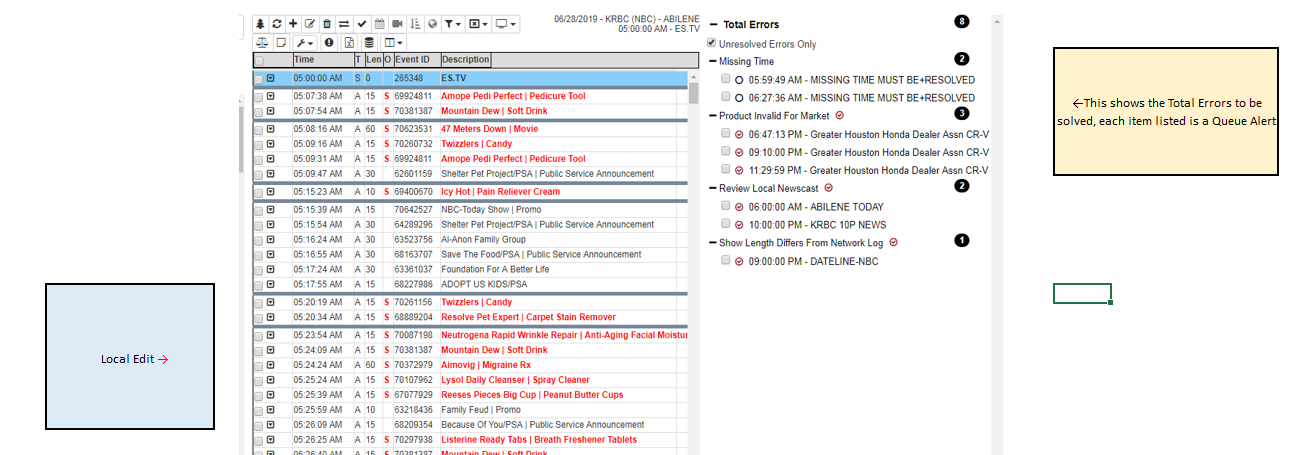 06/28/2019 - KRBC (NBC) - ABILENE
05:00:00 AM - ES.TV
Time T Len O Event ID Description
05:00:00 AM S 0 265348 ES.TV
05:07:38 AM A 15 S 69924811 Amope Pedi Perfect | Pedicure Tool
05:07:54 AM A 15 S 70381387 Mountain Dew | Soft Drink
05:08:16 AM A 60 S 70623531 47 Meters Down | Movie
05:09:16 AM A 15 S 70260732 Twizzlers | Candy
05:09:31 AM A 15 S 69924811 Amope Pedi Perfect | Pedicure Tool
05:09:47 AM A 30 62601159 Shelter Pet Project/PSA | Public Service Announcement
05:15:23 AM A 10 S 69400670 Icy Hot | Pain Reliever Cream
05:15:39 AM A 15 70642527 NBC-Today Show | Promo
05:15:54 AM A 30 64289296 Shelter Pet Project/PSA | Public Service Announcement
05:16:24 AM A 30 63523756 Al-Anon Family Group
05:16:55 AM A 30 68163707 Save The Food/PSA | Public Service Announcement
05:17:24 AM A 30 63361037 Foundation For A Better Life
05:17:55 AM A 15 68227986 ADOPT US KIDS/PSA
05:20:19 AM A 15 S 70261156 Twizzlers | Candy
05:20:34 AM A 15 S 68889204 Resolve Pet Expert | Carpet Stain Remover
05:23:54 AM A 15 S 70087198 Neutrogena Rapid Wrinkle Repair | Anti-Aging Facial Moistur
05:24:09 AM A 15 S 70381387 Mountain Dew | Soft Drink
05:24:24 AM A 60 S 70372979 Aimovig | Migraine Rx
05:25:24 AM A 15 S 70107962 Lysol Daily Cleanser | Spray Cleaner
05:25:39 AM A 15 S 67077929 Reeses Pieces Big Cup | Peanut Butter Cups
05:25:59 AM A 10 63218436 Family Feud | Promo
05:26:09 AM A 15 68209354 Because Of You/PSA | Public Service Announcement
05:26:25 AM A 15 S 70297938 Listerine Ready Tabs | Breath Freshener Tablets
05:26:40 AM A 15 S 70381387 Mountain Dew | Soft Drink
Total Errors 8
Unresolved Errors Only
Missing Time 2
05:59:49 AM - MISSING TIME MUST BE+RESOLVED
06:27:36 AM - MISSING TIME MUST BE+RESOLVED
Product Invalid For Market 3
06:47:13 PM - Greater Houston Honda Dealer Assn CR-V
09:10:00 PM - Greater Houston Honda Dealer Assn CR-V
11:29:59 PM - Greater Houston Honda Dealer Assn CR-V
Review Local Newscast 2
06:00:00 AM - ABILENE TODAY
10:00:00 PM - KRBC 10P NEWS
Show Length Differs From Network Log 1
09:00:00 PM - DATELINE-NBC
←This shows the Total Errors to be
solved, each item listed is a Queue Alert
Local Edit →